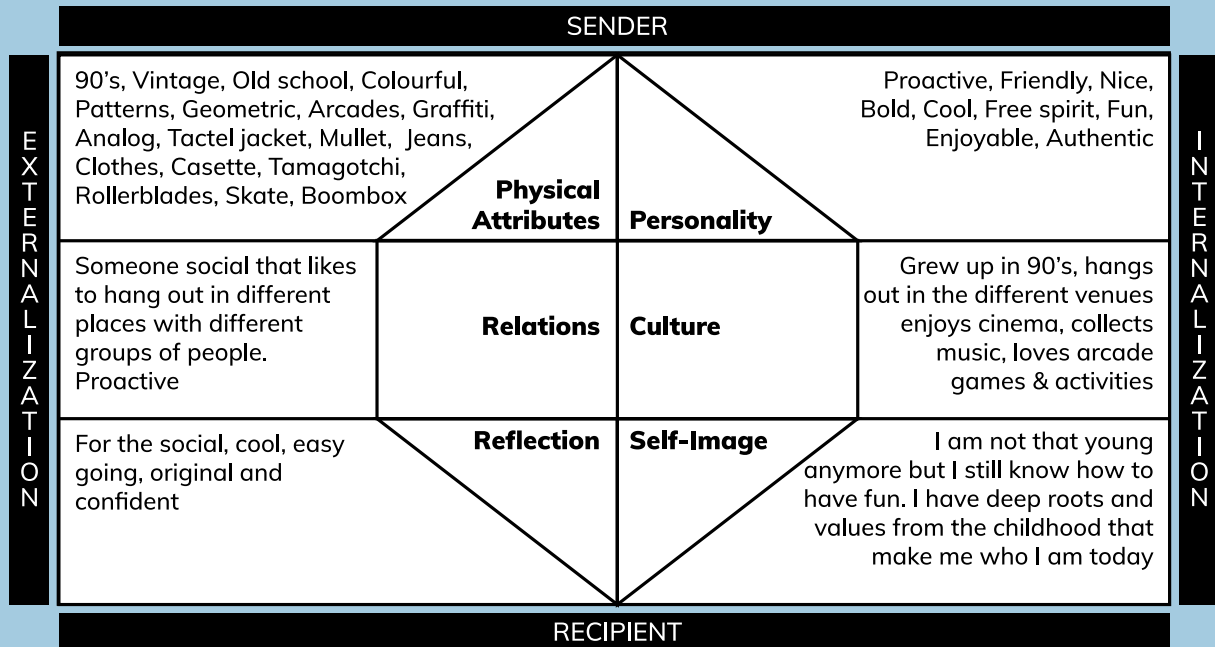 SENDER
EXTERNALIZATION
INTERNALIZATION
90's, Vintage, Old school, Colourful,
Patterns, Geometric, Arcades, Graffiti,
Analog, Tactel jacket, Mullet, Jeans,
Clothes, Casette, Tamagotchi,
Rollerblades, Skate, Boombox
Physical
Attributes
Personality
Proactive, Friendly, Nice,
Bold, Cool, Free spirit, Fun,
Enjoyable, Authentic
Someone social that likes
to hang out in different
places with different
groups of people.
Proactive
Relations
Culture
Grew up in 90's, hangs
out in the different venues
enjoys cinema, collects
music, loves arcade
games & activities
For the social, cool, easy
going, original and
confident
Reflection
Self-Image
I am not that young
anymore but I still know how to
have fun. I have deep roots and
values from the childhood that
make me who I am today
RECIPIENT